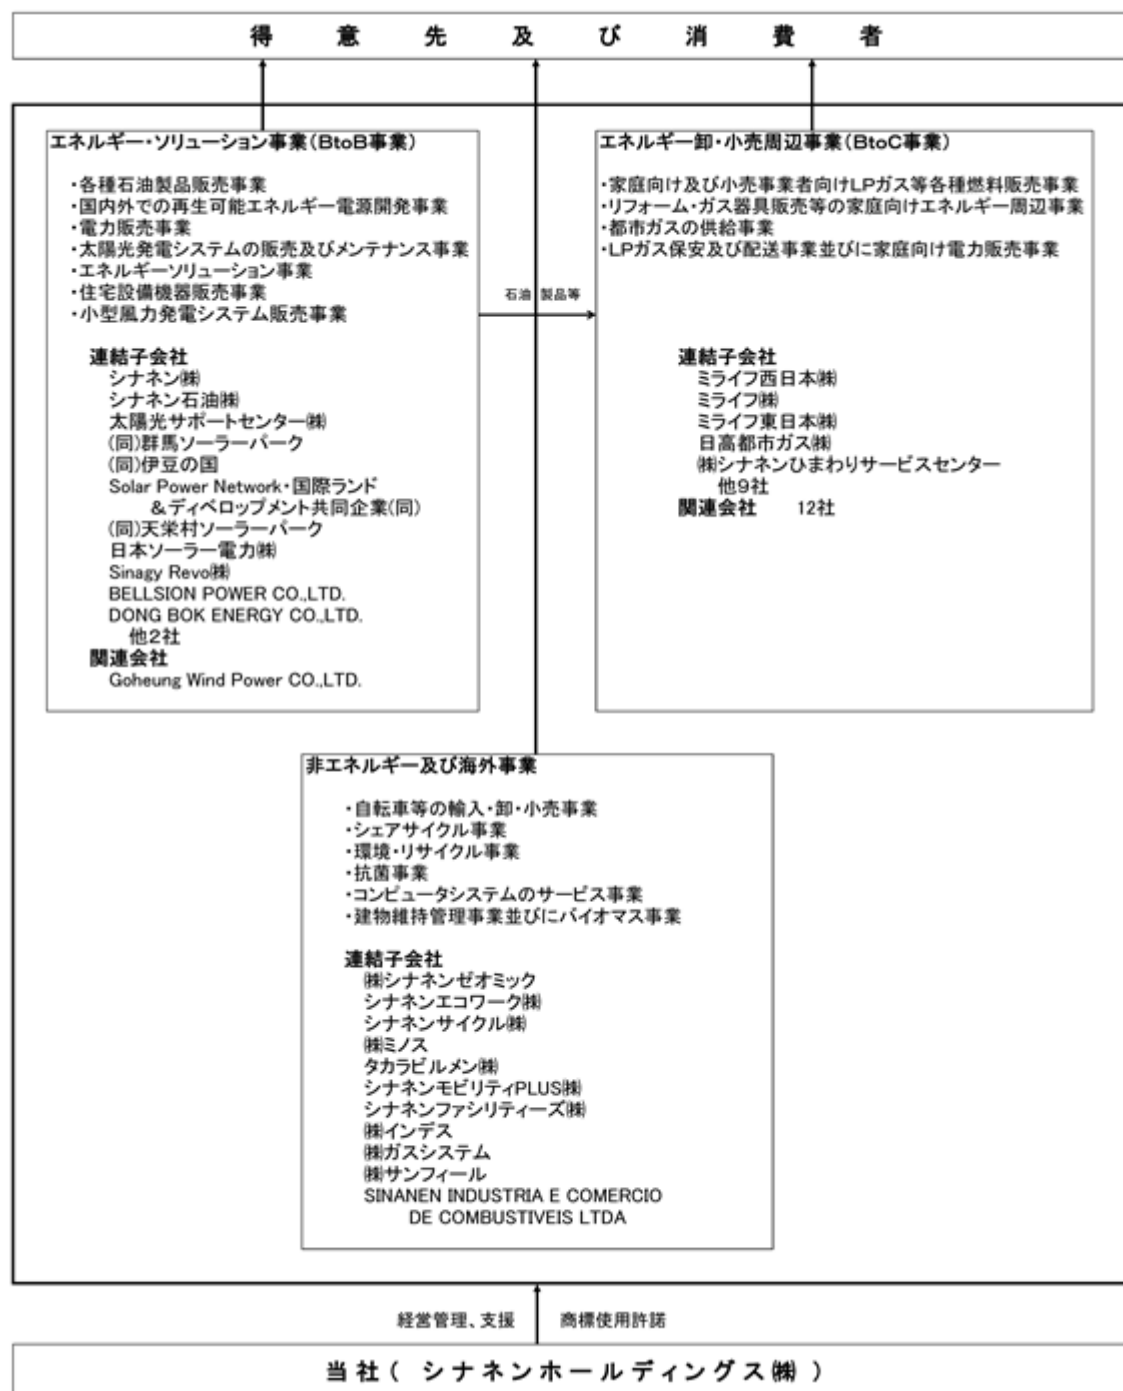 得意先及び消費者
エネルギー・ソリューション事業(BtoB事業)
・各種石油製品販売事業
・国内外での再生可能エネルギー電源開発事業
・電力販売事業
・太陽光発電システムの販売及びメンテナンス事業
・エネルギーソリューション事業
・住宅設備機器販売事業
・小型風力発電システム販売事業
連結子会社
シナネン㈱
シナネン石油㈱
太陽光サポートセンター㈱
(同)群馬ソーラーパーク
(同)伊豆の国
Solar Power Network・国際ランド
&ディベロップメント共同企業(同)
(同)天栄村ソーラーパーク
日本ソーラー電力㈱
Sinagy Revo㈱
BELLSION POWER CO.,LTD.
DONG BOK ENERGY CO.,LTD.
他2社
関連会社
Goheung Wind Power CO.,LTD.
石油製品等
エネルギー卸・小売周辺事業(BtoC事業)
・家庭向け及び小売事業者向けLPガス等各種燃料販売事業
・リフォーム・ガス器具販売等の家庭向けエネルギー周辺事業
・都市ガスの供給事業
・LPガス保安及び配送事業並びに家庭向け電力販売事業
連結子会社
ミライフ西日本㈱
ミライフ㈱
ミライフ東日本㈱
日高都市ガス㈱
㈱シナネンひまわりサービスセンター
他9社
関連会社 12社
非エネルギー及び海外事業
・自転車等の輸入・卸・小売事業
・シェアサイクル事業
・環境・リサイクル事業
・抗菌事業
・コンピュータシステムのサービス事業
・建物維持管理事業並びにバイオマス事業
連結子会社
㈱シナネンゼオミック
シナネンエコワーク㈱
シナネンサイクル㈱
㈱ミノス
タカラビルメン㈱
シナネンモビリティPLUS㈱
シナネンファシリティーズ㈱
㈱インデス
㈱ガスシステム
㈱サンフィール
SINANEN INDUSTRIA E COMERCIO
DE COMBUSTIVEIS LTDA
経営管理、支援 商標使用許諾
当社(シナネンホールディングス㈱)